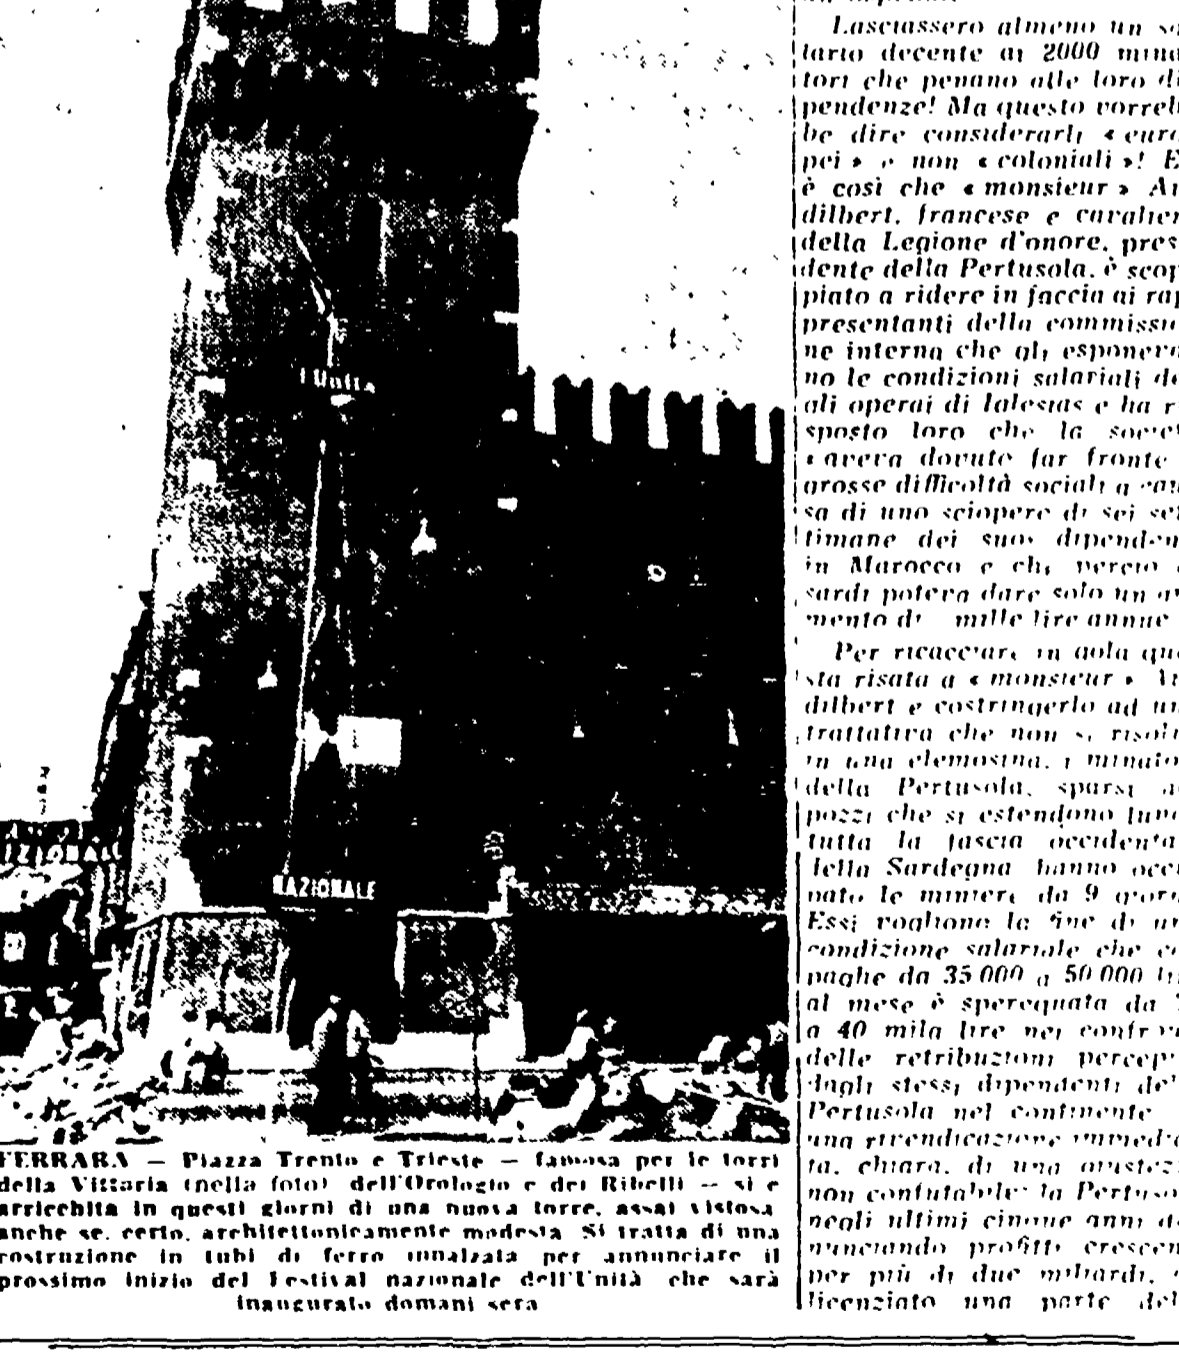 l'Unità
IZIONALE
NAZIONALE
FERRARA — Piazza Trento e Trieste — famosa per le torri
della Vittoria (nella foto) dell'Orologio e dei Ribelli — si e
arricchita in questi giorni di una nuova torre, assai vistosa
anche se, certo, architettonicamente modesta Si tratta di una
costruzione in tubi di ferro innalzata per annunciare il
prossimo inizio del Festival nazionale dell'Unità che sarà
inaugurato domani sera
Lasciassero almeno un sa
lario decente ai 2000 mina
tori che penano alle loro di
pendenze! Ma questo vorreb
be dire considerarli « euro
pei » e non « coloniali »! E
è così che « monsieur » Au
dilbert, francese e cavalier
della Legione d'onore, pres
dente della Pertusola, è scop
piato a ridere in faccia ai rap
presentanti della commissio
ne interna che gli esponeva
no le condizioni salariali de
gli operai di Iglesias e ha ri
sposto loro che la societ
« aveva dovuto far fronte
grosse difficoltà sociali a cau
sa di uno sciopero di sei set
timane dei suoi dipenden
in Marocco e che perciò
sardi poteva dare solo un au
mento di mille lire annue
Per ricacciare in gola que
sta risata a « monsieur » Au
dilbert e costringerlo ad un
trattativa che non si risolv
in una elemosina, i minato
della Pertusola, sparsi
pozzi che si estendono lung
tutta la fascia occidenta
della Sardegna hanno occu
pato le miniere da 9 giorn
Essi vogliono la fine di un
condizione salariale che co
paghe da 35 000 a 50 000 lir
al mese è sperequata da
a 40 mila lire nei confron
delle retribuzioni percepi
dagli stessi dipendenti del
Pertusola nel continente
una rivendicazione immedia
ta, chiara, di una giustezz
non confutabile: la Pertuso
negli ultimi cinque anni de
nunciando profitti crescen
per più di due miliardi,
licenziato una parte del